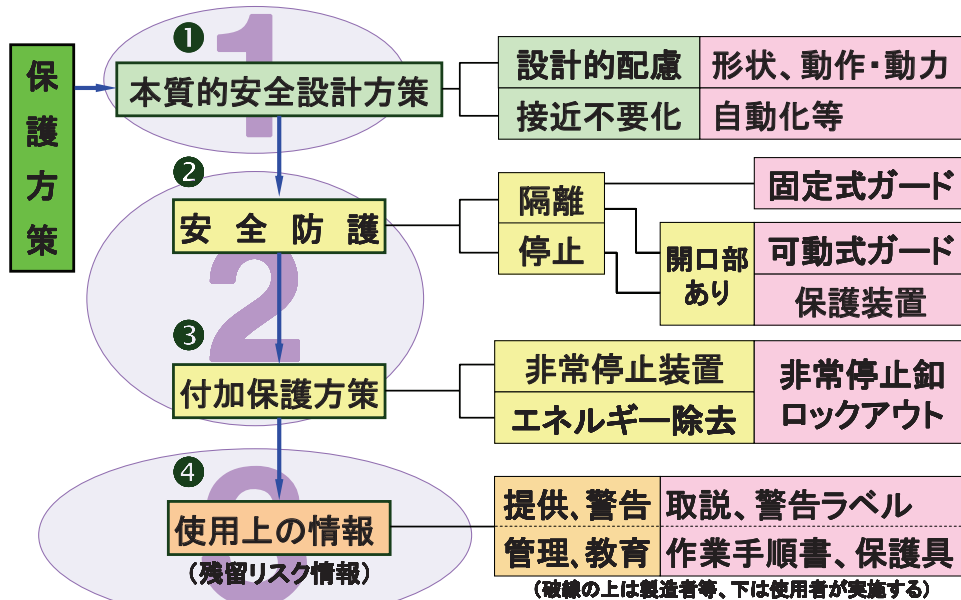 保護方策
1
❶
本質的安全設計方策
設計的配慮 形状、動作・動力
接近不要化 自動化等
2
❷
安全防護
隔離
停止
固定式ガード
開口部
あり
可動式ガード
保護装置
❸
付加保護方策
非常停止装置
エネルギー除去
非常停止釦
ロックアウト
3
❹
使用上の情報
(残留リスク情報)
提供、警告 取説、警告ラベル
管理、教育 作業手順書、保護具
(破線の上は製造者等、下は使用者が実施する)